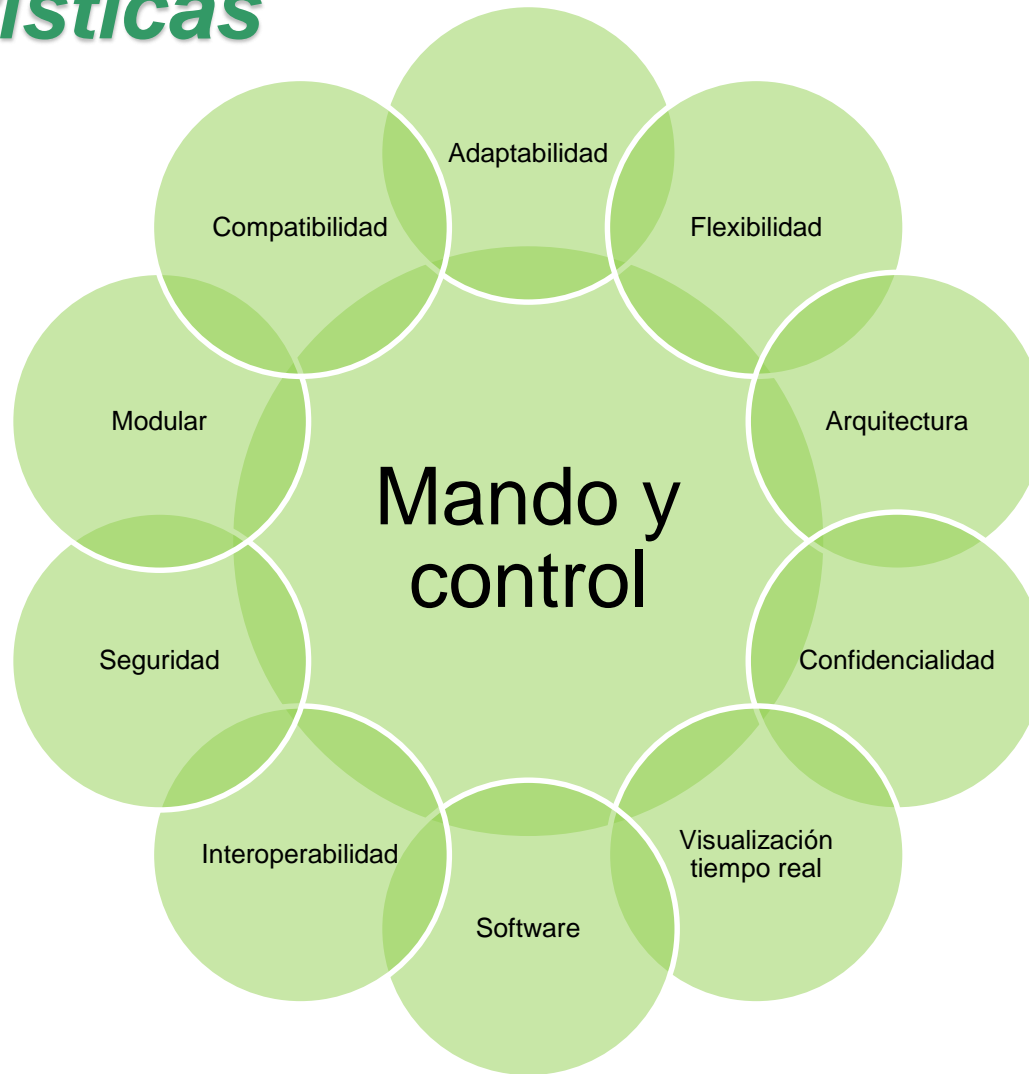 ísticas
Adaptabilidad
Flexibilidad
Arquitectura
Confidencialidad
Visualización
tiempo real
Software
Interoperabilidad
Seguridad
Modular
Compatibilidad
Mando y
control